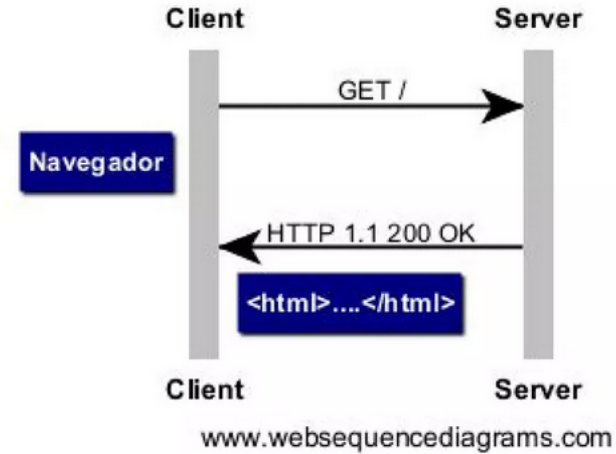 Client Server
GET /
Navegador
HTTP 1.1 200 OK
<html>....</html>
Client Server
www.websequencediagrams.com